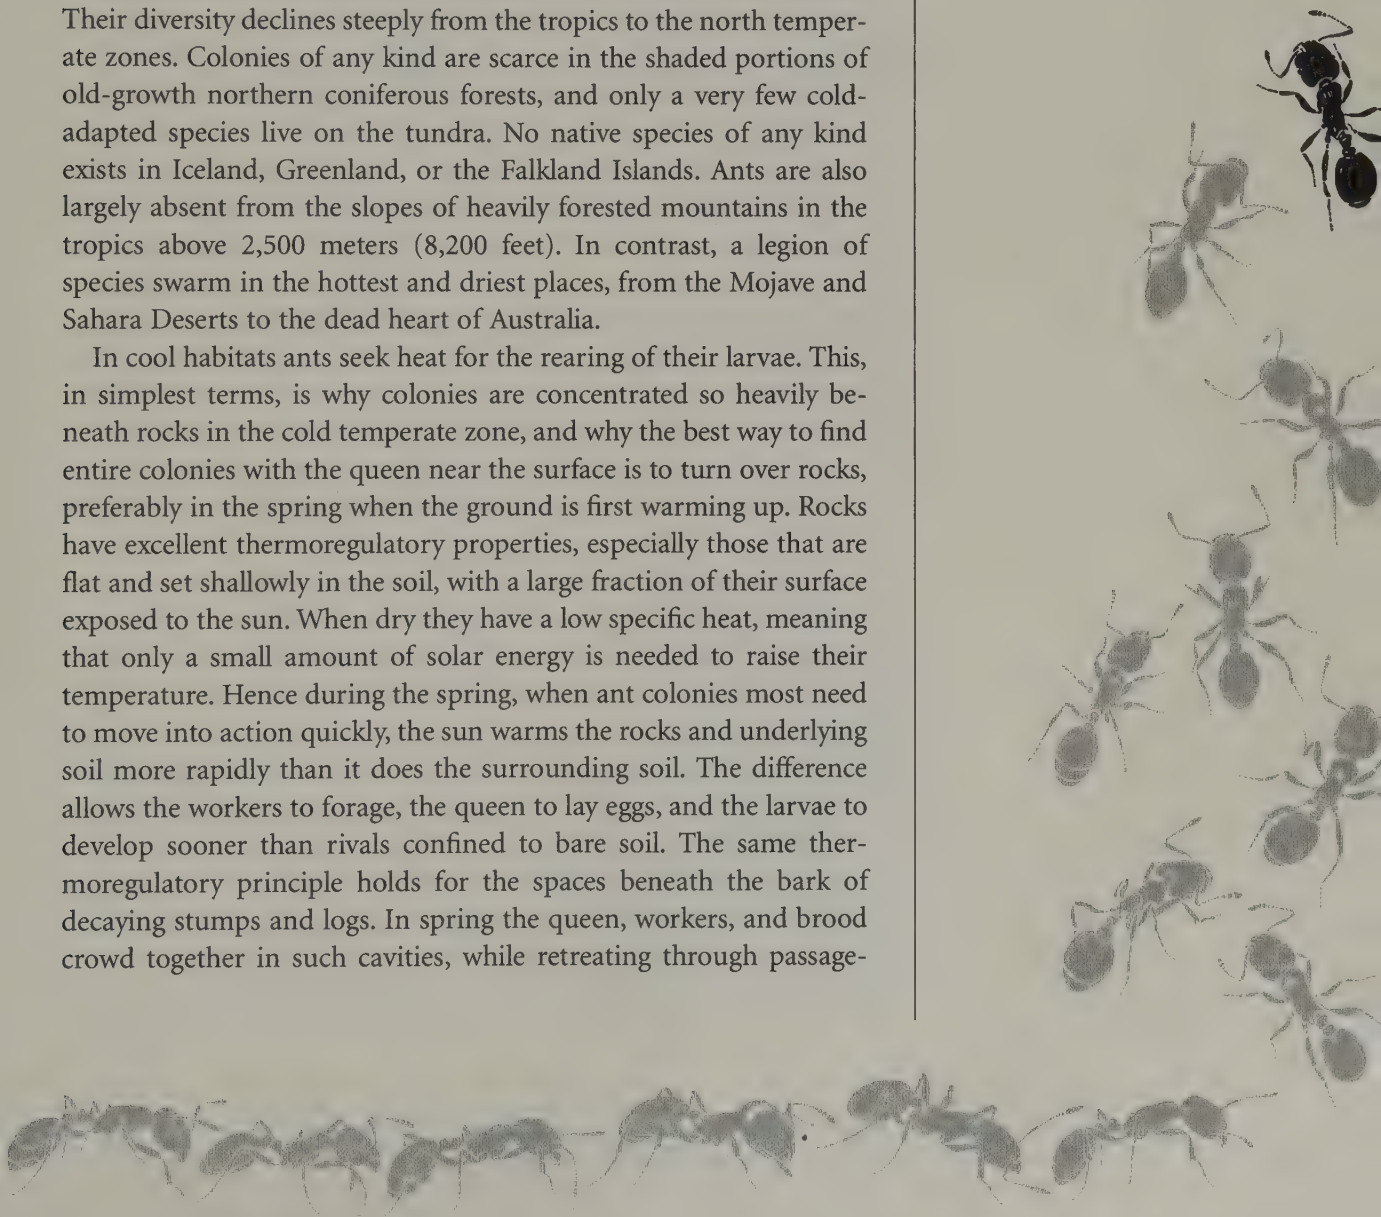 Their diversity declines steeply from the tropics to the north temper-
ate zones. Colonies of any kind are scarce in the shaded portions of
old-growth northern coniferous forests, and only a very few cold-
adapted species live on the tundra. No native species of any kind
exists in Iceland, Greenland, or the Falkland Islands. Ants are also
largely absent from the slopes of heavily forested mountains in the
tropics above 2,500 meters (8,200 feet). In contrast, a legion of
species swarm in the hottest and driest places, from the Mojave and
Sahara Deserts to the dead heart of Australia.
In cool habitats ants seek heat for the rearing of their larvae. This,
in simplest terms, is why colonies are concentrated so heavily be-
neath rocks in the cold temperate zone, and why the best way to find
entire colonies with the queen near the surface is to turn over rocks,
preferably in the spring when the ground is first warming up. Rocks
have excellent thermoregulatory properties, especially those that are
flat and set shallowly in the soil, with a large fraction of their surface
exposed to the sun. When dry they have a low specific heat, meaning
that only a small amount of solar energy is needed to raise their
temperature. Hence during the spring, when ant colonies most need
to move into action quickly, the sun warms the rocks and underlying
soil more rapidly than it does the surrounding soil. The difference
allows the workers to forage, the queen to lay eggs, and the larvae to
develop sooner than rivals confined to bare soil. The same ther-
moregulatory principle holds for the spaces beneath the bark of
decaying stumps and logs. In spring the queen, workers, and brood
crowd together in such cavities, while retreating through passage-